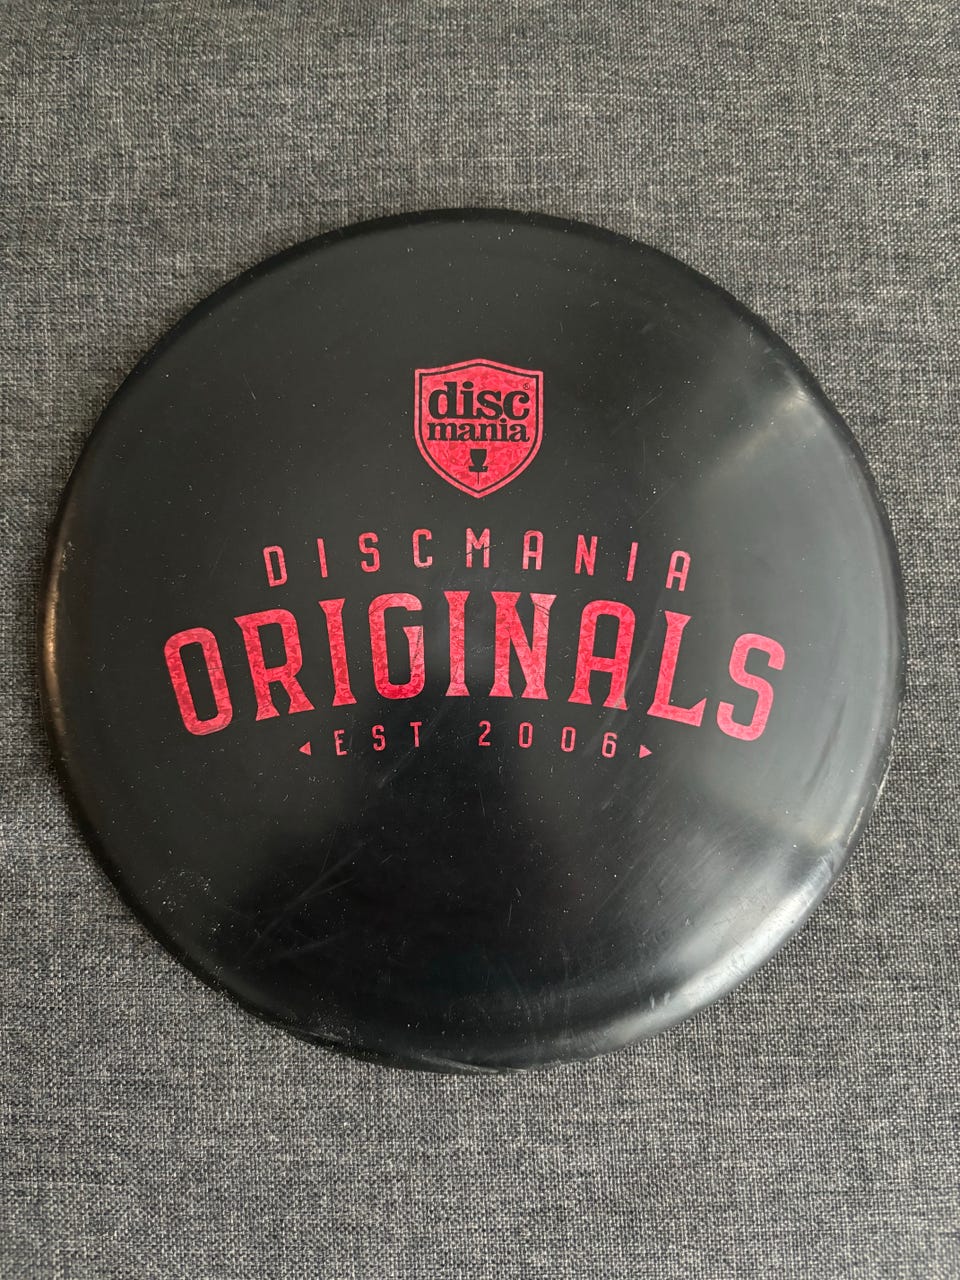 disc®
mania
DISCMANIA
ORIGINALS
EST 2006